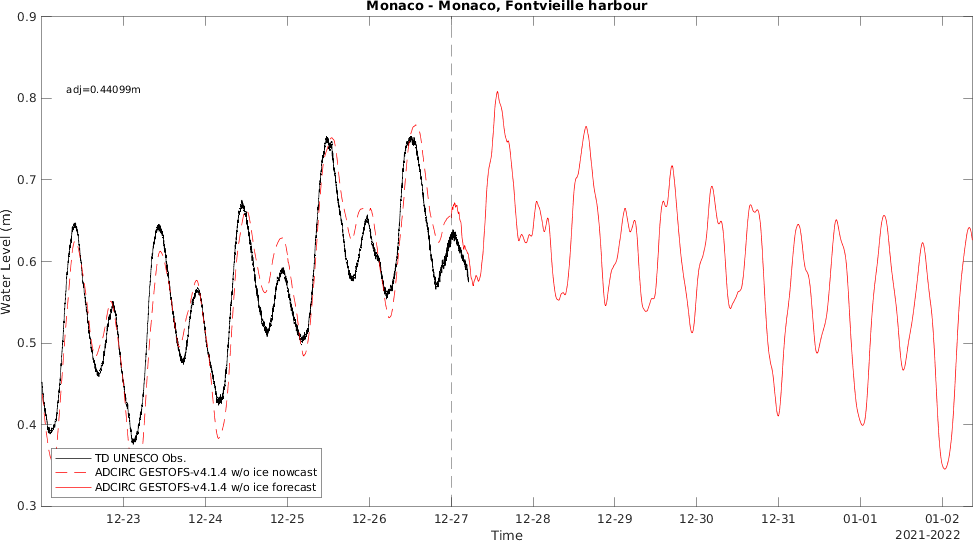 Monaco - Monaco, Fontvieille harbour
0.9
0.8
0.7
0.6
0.5
0.4
0.3
Water Level (m)
adj=0.44099m
TD UNESCO Obs.
ADCIRC GESTOFS-v4.1.4 w/o ice nowcast
ADCIRC GESTOFS-v4.1.4 w/o ice forecast
12-23 12-24 12-25 12-26 12-27 12-28 12-29 12-30 12-31 01-01 01-02
Time
2021-2022